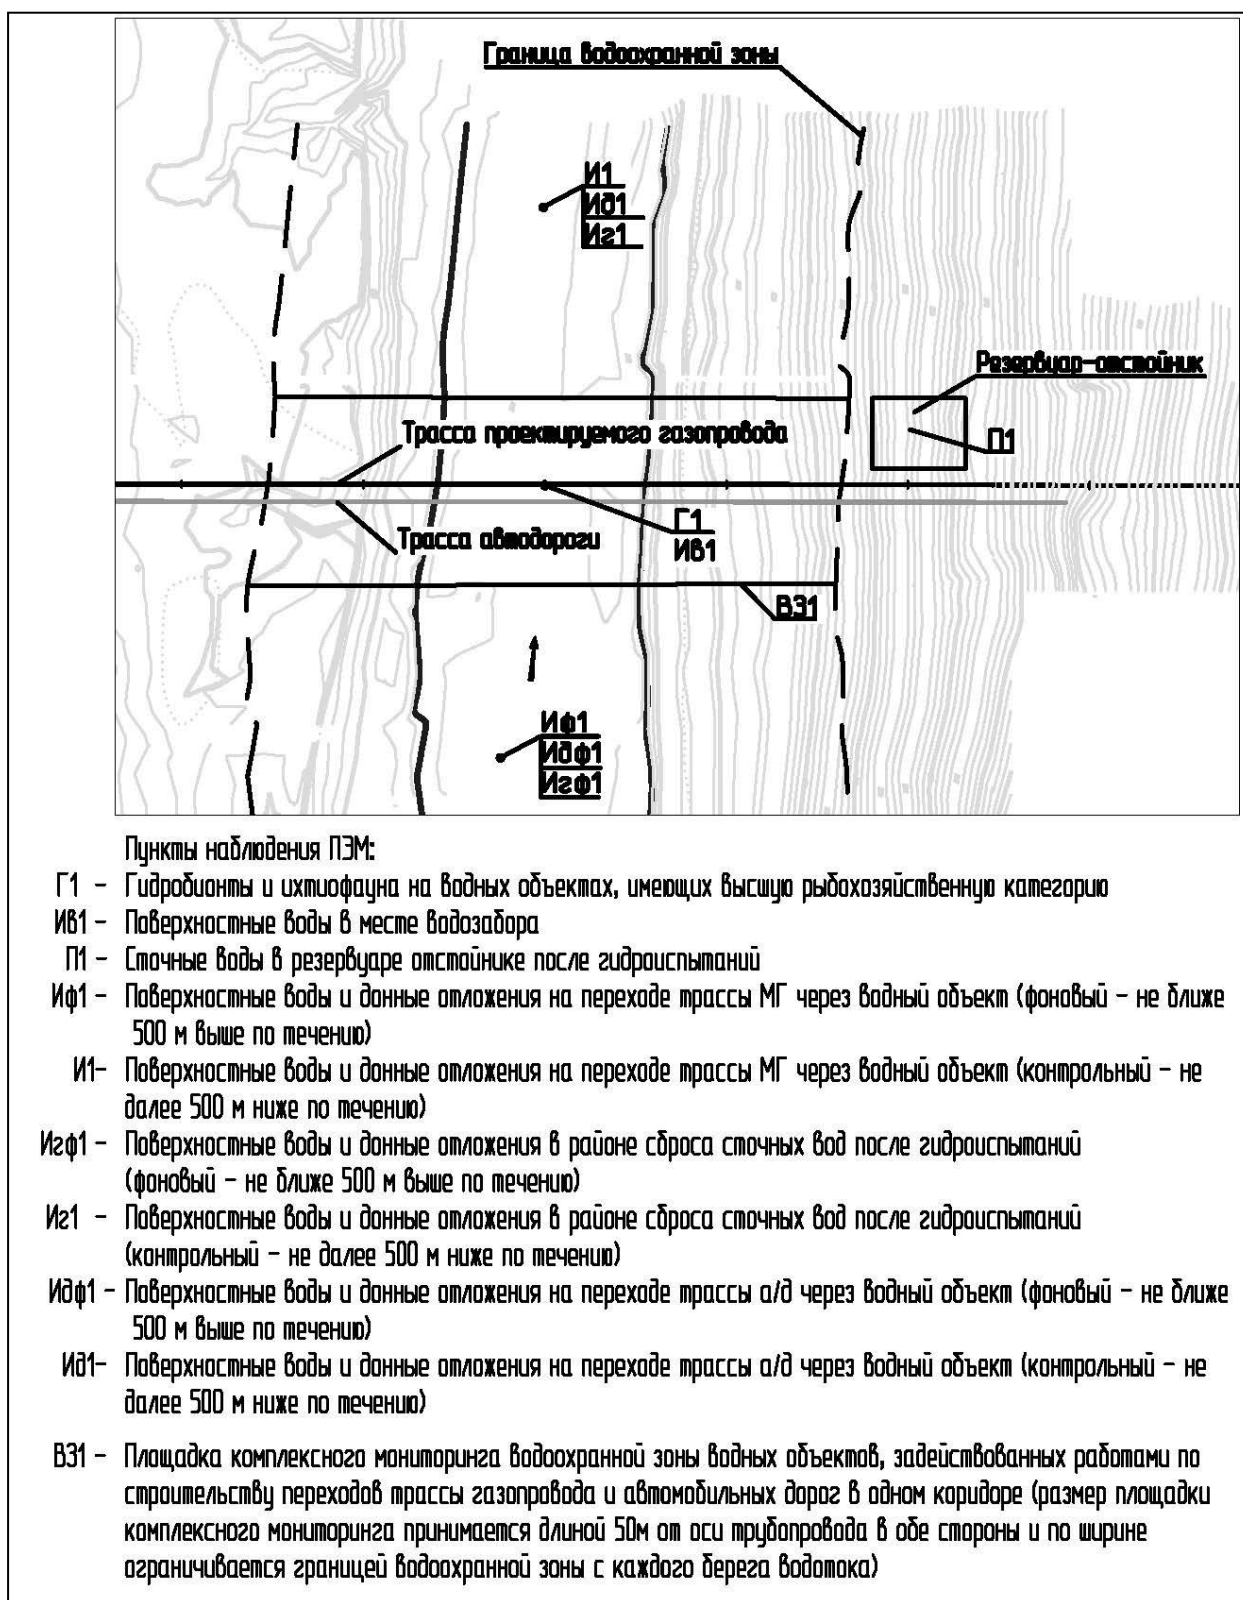 Граница водоохранной зоны
И1
Ид1
Иг1
Резервуар-отстойник
П1
Трасса проектируемого газопровода
Г1
Ив1
Трасса автодороги
ВЗ1
Иф1
Идф1
Игф1
Пункты наблюдения ПЭМ:
Г1 - Гидробионты и ихтиофауна на водных объектах, имеющих высшую рыбохозяйственную категорию
Ив1 - Поверхностные воды в месте водозабора
П1 - Сточные воды в резервуаре отстойнике после гидроиспытаний
Иф1 - Поверхностные воды и донные отложения на переходе трассы МГ через водный объект (фоновый - не ближе
500 м выше по течению)
И1- Поверхностные воды и донные отложения на переходе трассы МГ через водный объект (контрольный - не
далее 500 м ниже по течению)
Игф1 - Поверхностные воды и донные отложения в районе сброса сточных вод после гидроиспытаний
(фоновый - не ближе 500 м выше по течению)
Иг1 - Поверхностные воды и донные отложения в районе сброса сточных вод после гидроиспытаний
(контрольный - не далее 500 м ниже по течению)
Идф1 - Поверхностные воды и донные отложения на переходе трассы а/д через водный объект (фоновый - не ближе
500 м выше по течению)
Ид1- Поверхностные воды и донные отложения на переходе трассы а/д через водный объект (контрольный - не
далее 500 м ниже по течению)
ВЗ1 - Площадка комплексного мониторинга водоохранной зоны водных объектов, задействованных работами по
строительству переходов трассы газопровода и автомобильных дорог в одном коридоре (размер площадки
комплексного мониторинга принимается длиной 50м от оси трубопровода в обе стороны и по ширине
ограничивается границей водоохранной зоны с каждого берега водотока)